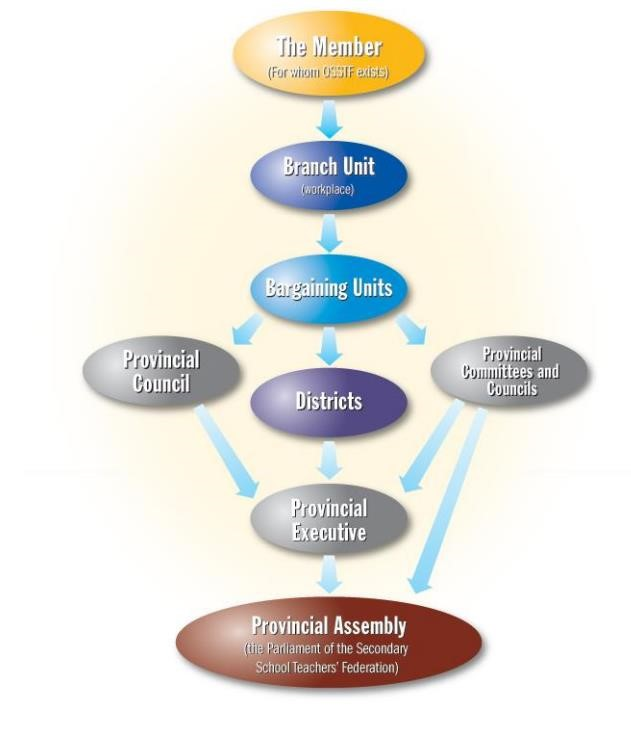 The Member
(For whom OSSTF exists)
Branch Unit
(workplace)
Bargaining Units
Provincial
Council
Districts
Provincial
Committees and
Councils
Provincial
Executive
Provincial Assembly
(the Parliament of the Secondary
School Teachers' Federation)